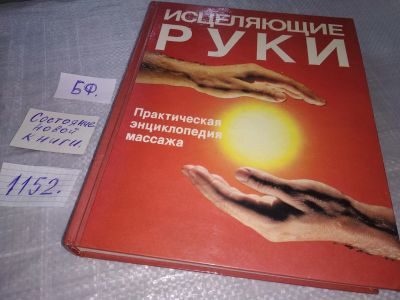 ИСЦЕЛЯЮЩИЕ
РУКИ
Практическая
энциклопедия
массажа
БФ.
Состояние
новой
книги.
1152.